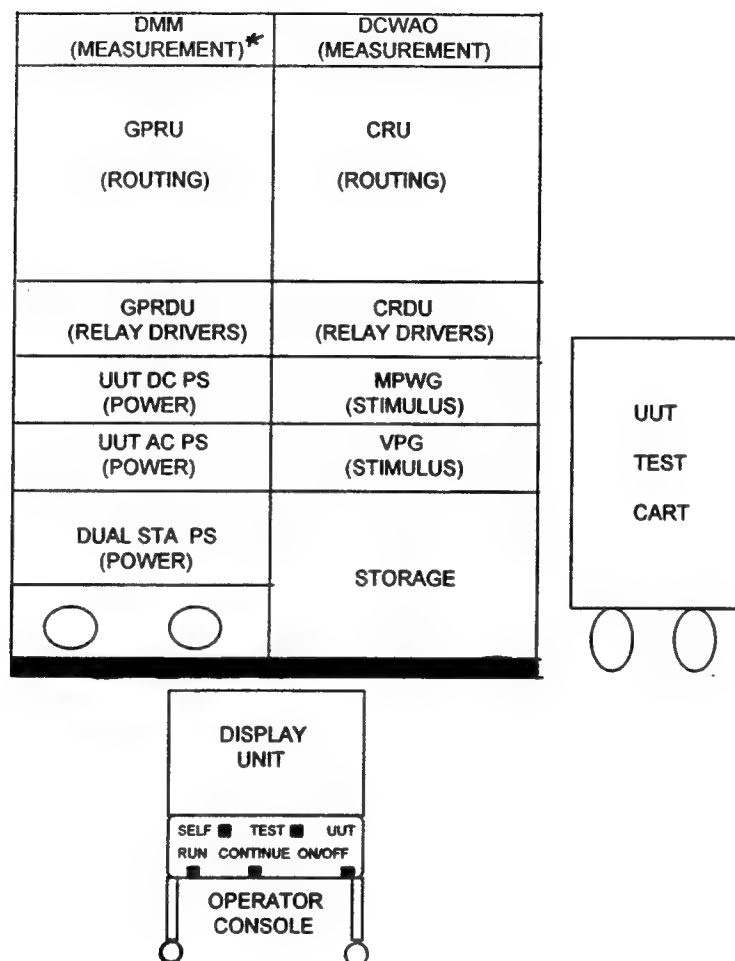 DMM
(MEASUREMENT)*
DCWAO
(MEASUREMENT)
GPRU
(ROUTING)
CRU
(ROUTING)
GPRDU
(RELAY DRIVERS)
CRDU
(RELAY DRIVERS)
UUT DC PS
(POWER)
MPWG
(STIMULUS)
UUT AC PS
(POWER)
VPG
(STIMULUS)
DUAL STA PS
(POWER)
STORAGE
UUT
TEST
CART
DISPLAY
UNIT
SELF TEST UUT
RUN CONTINUE ON/OFF
OPERATOR
CONSOLE